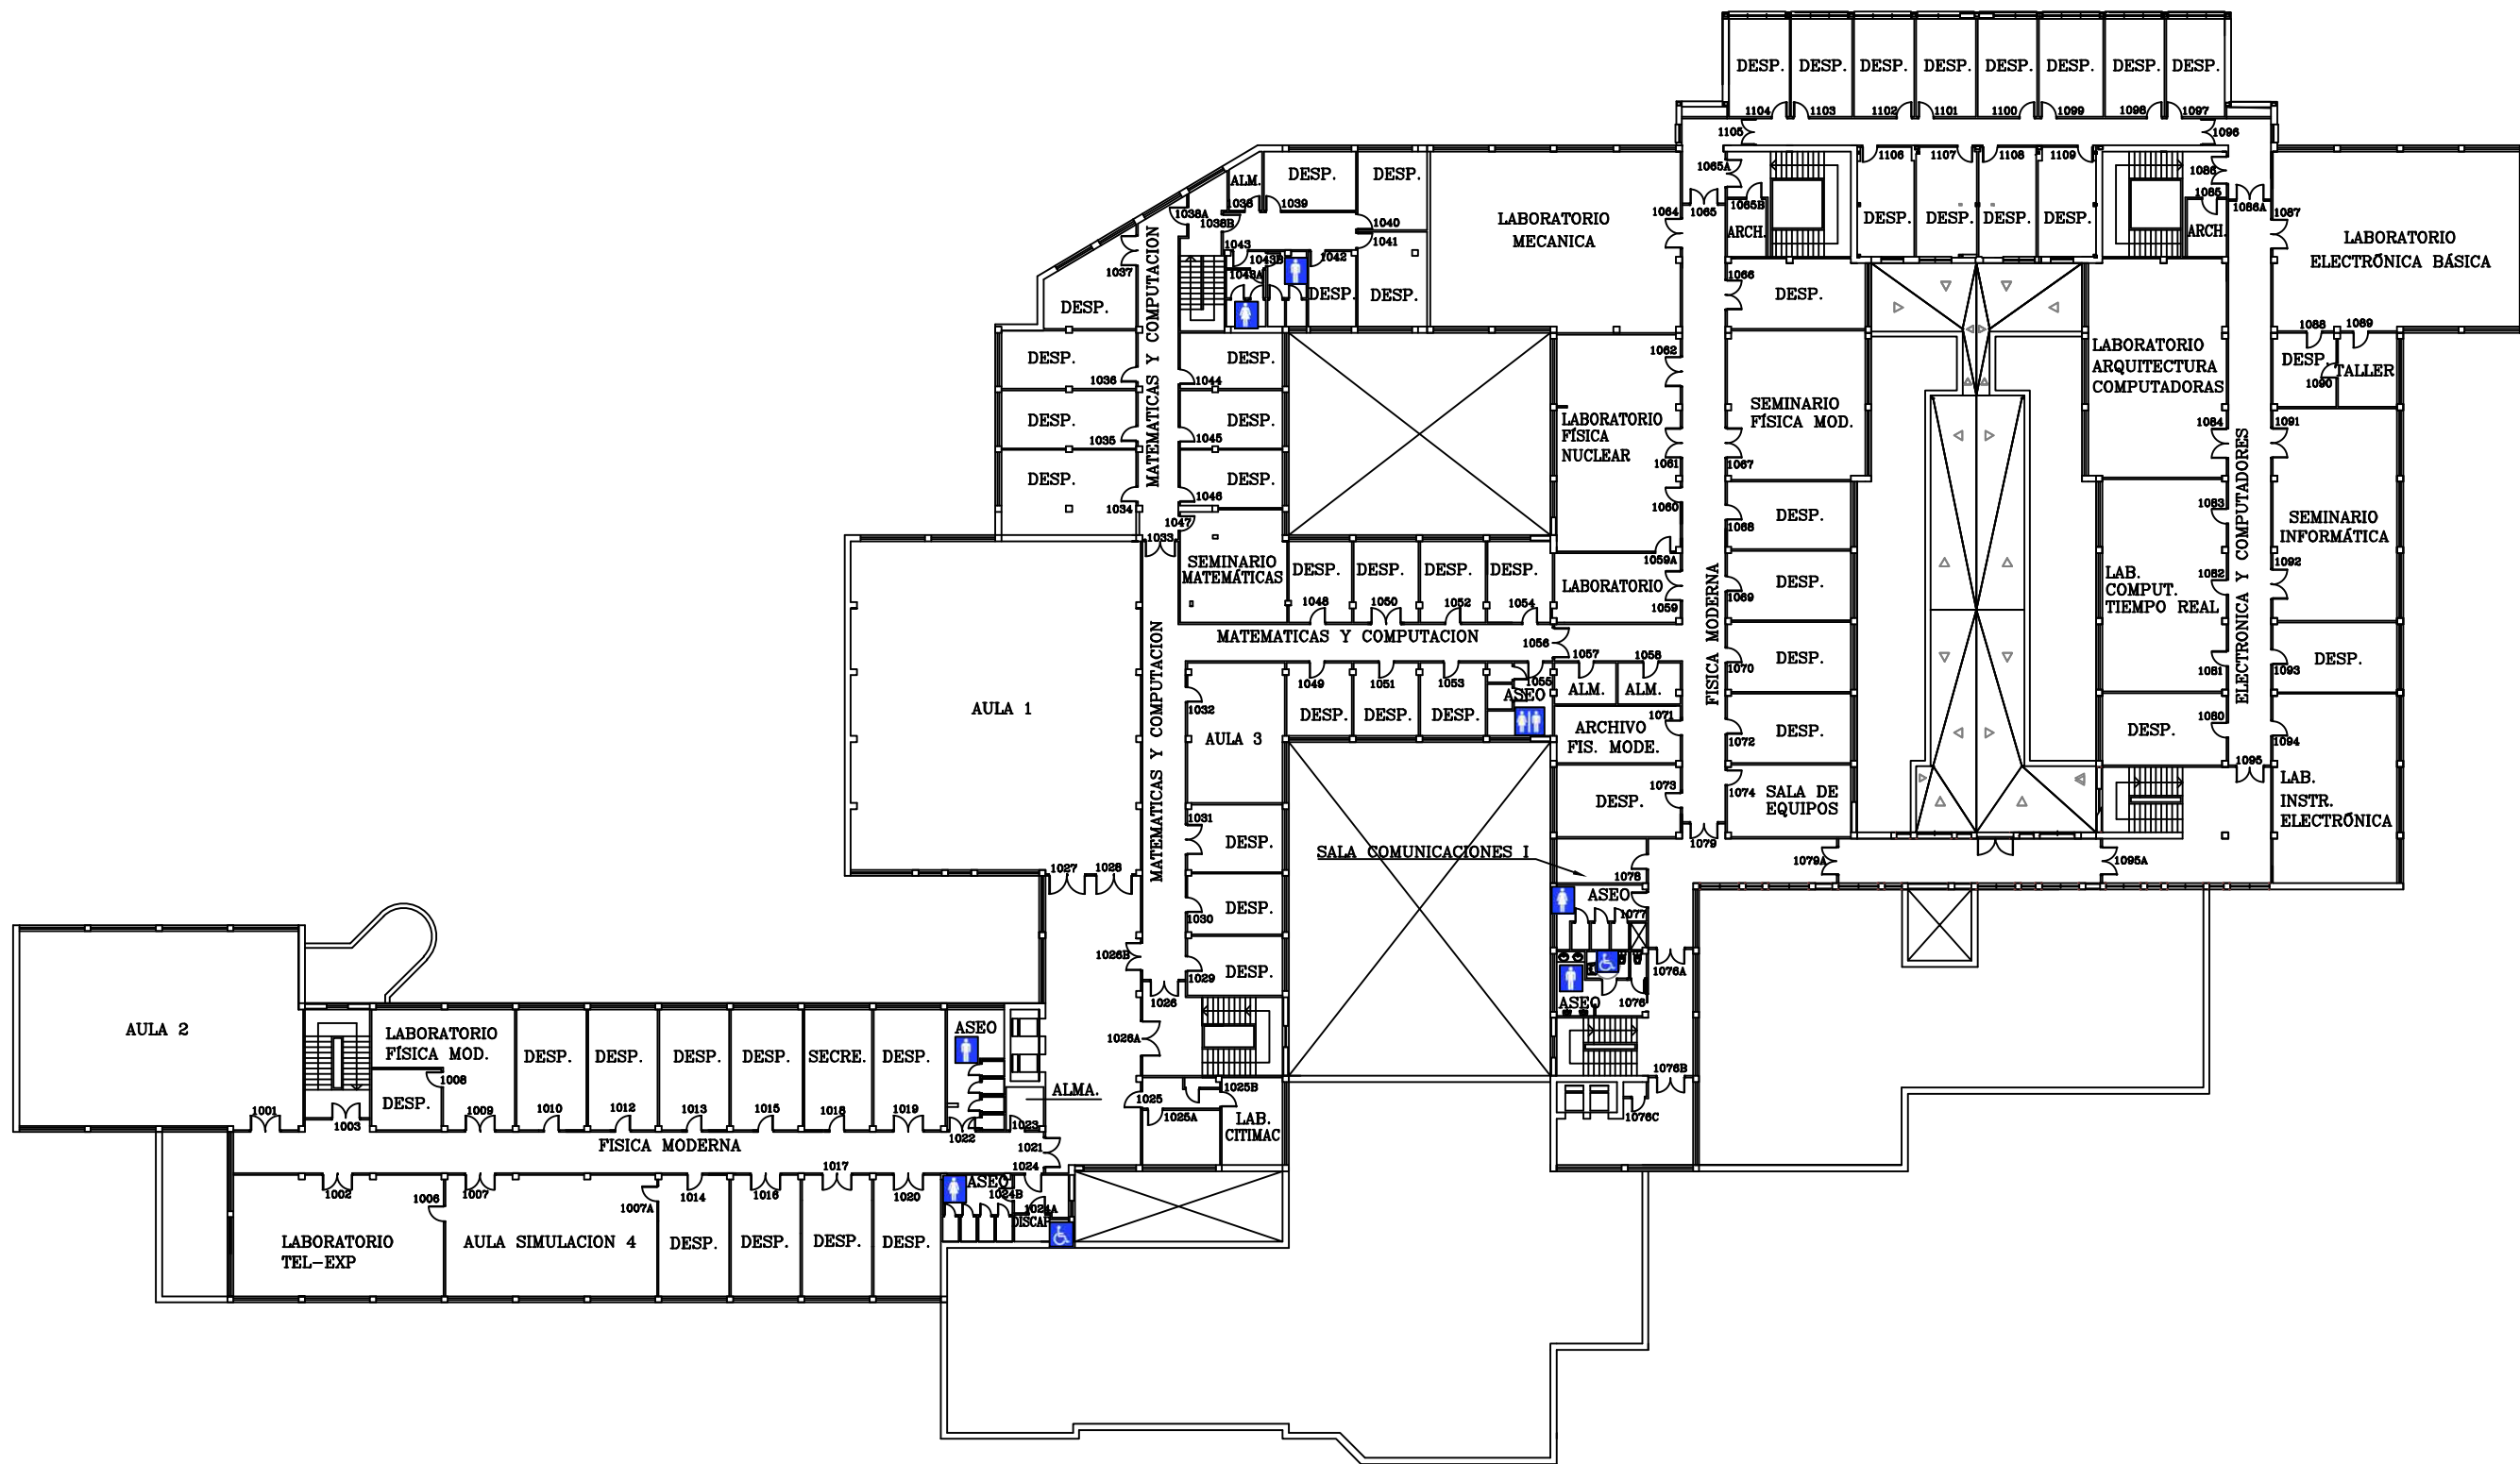 DESP. DESP. DESP. DESP. DESP. DESP. DESP. DESP.
1104 1103 1102 1101 1100 1099 1098 1097
1105 1096
1065A 1106 1107 1108 1109 1086
ALM. DESP. DESP.
1038 1039 1065B 1085
1038A 1038B 1040 1064 1065 1086A 1087
LABORATORIO
MECANICA
DESP. DESP. DESP. DESP.
ARCH. ARCH.
LABORATORIO
ELECTRÓNICA BÁSICA
1037 1043 1043B 1042 1041
1043A 1066
DESP. DESP. DESP. DESP.
MATEMATICAS Y COMPUTACION
DESP. DESP.
1036 1044 1062
LABORATORIO
ARQUITECTURA
COMPUTADORAS
1088 1089
DESP. TALLER
1090
DESP. DESP.
1035 1045
LABORATORIO
FÍSICA
NUCLEAR
SEMINARIO
FÍSICA MOD.
1061 1067 1084 1091
DESP. DESP.
1034 1046 1060 1083
1047 1068
DESP.
ELECTRONICA Y COMPUTADORES
SEMINARIO
INFORMÁTICA
1033
SEMINARIO
MATEMÁTICAS
DESP. DESP. DESP. DESP.
1059A
LABORATORIO
1048 1050 1052 1054 1059
DESP.
1069
LAB.
COMPUT.
TIEMPO REAL
1082 1092
FISICA MODERNA
MATEMATICAS Y COMPUTACION
1056 1057 1058 1070
DESP.
1081 1093
DESP.
1049 1051 1053 1055
ASEO
ALM. ALM.
AULA 1
MATEMATICAS Y COMPUTACION
1032
AULA 3
DESP. DESP. DESP.
1071
ARCHIVO
FIS. MODE.
1072
DESP.
1080
DESP.
1094
1095
1073
DESP.
1074
SALA DE
EQUIPOS
LAB.
INSTR.
ELECTRÓNICA
1031
DESP.
1079
SALA COMUNICACIONES I
1079A 1095A
1027 1028 1078
ASEO
1077
1030
DESP.
1026B
1029
DESP.
1076A
1026
1076
ASEO
AULA 2
LABORATORIO
FÍSICA MOD.
DESP. DESP. DESP. DESP. SECRE. DESP.
ASEO
1026A
1008
DESP.
ALMA.
1025 1025B
1025A
LAB.
CITIMAC
1076B
1076C
1001 1003 1009 1010 1012 1013 1015 1018 1019 1022 1023
FISICA MODERNA
1021
1002 1006 1007 1007A 1014 1016 1017 1020 1024
ASEO
1024B
1024A
DISCAP
LABORATORIO
TEL-EXP
AULA SIMULACION 4
DESP. DESP. DESP. DESP.